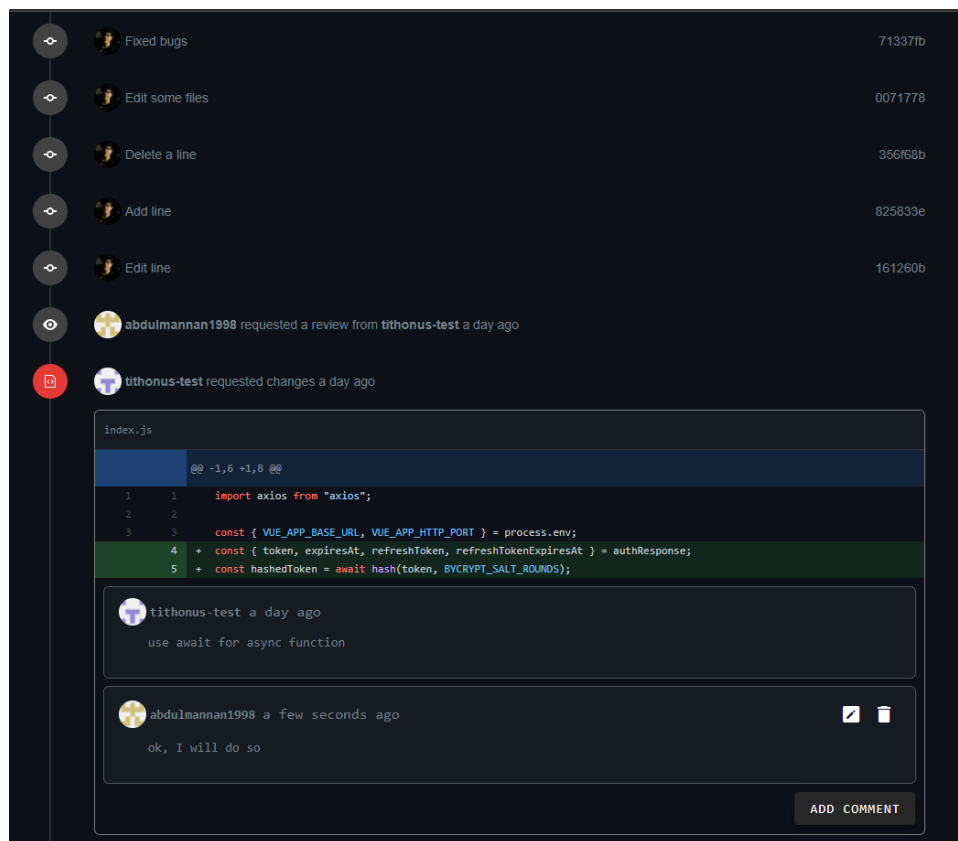 Fixed bugs 71337fb
Edit some files 0071778
Delete a line 356f68b
Add line 825833e
Edit line 161260b
abdulmannan1998 requested a review from tithonus-test a day ago
tithonus-test requested changes a day ago
index.js
@@ -1,6 +1,8 @@
1 1 import axios from "axios";
2 2
3 3 const { VUE_APP_BASE_URL, VUE_APP_HTTP_PORT } = process.env;
4 + const { token, expiresAt, refreshToken, refreshTokenExpiresAt } = authResponse;
5 + const hashedToken = await hash(token, BYCRYPT_SALT_ROUNDS);
tithonus-test a day ago
use await for async function
abdulmannan1998 a few seconds ago
ok, I will do so
ADD COMMENT